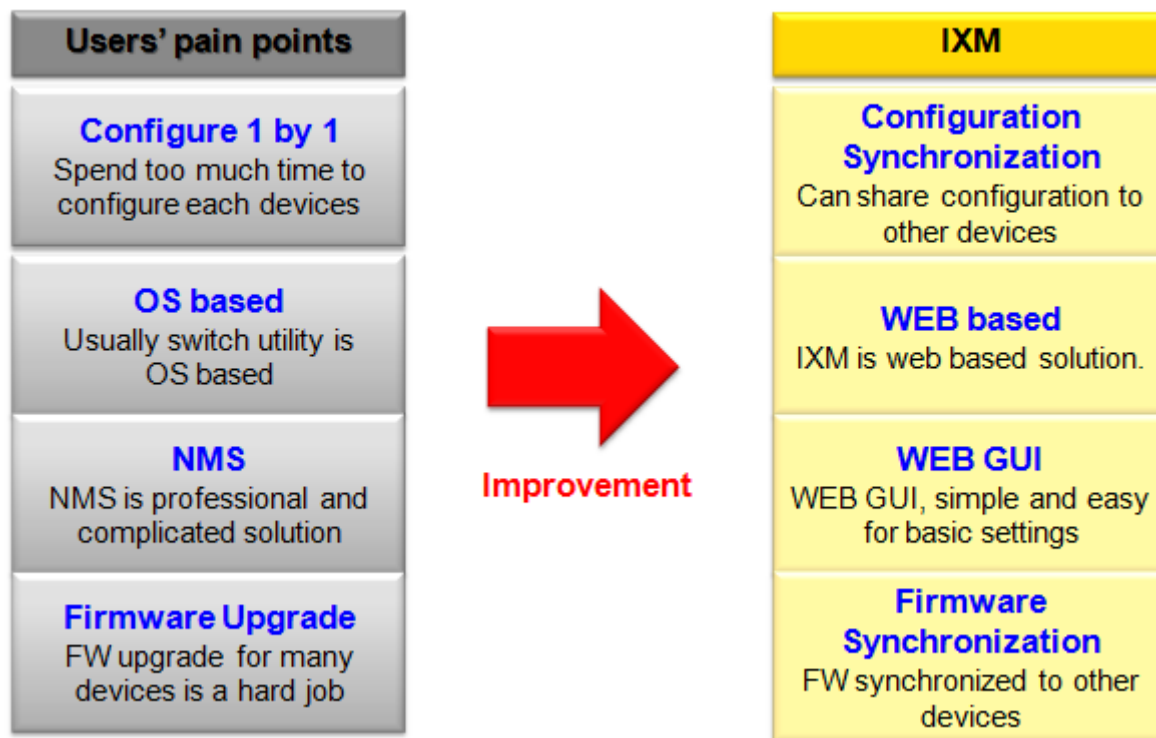 Users' pain points
Configure 1 by 1
Spend too much time to
configure each devices
OS based
Usually switch utility is
OS based
NMS
NMS is professional and
complicated solution
Firmware Upgrade
FW upgrade for many
devices is a hard job
Improvement
IXM
Configuration
Synchronization
Can share configuration to
other devices
WEB based
IXM is web based solution.
WEB GUI
WEB GUI, simple and easy
for basic settings
Firmware
Synchronization
FW synchronized to other
devices